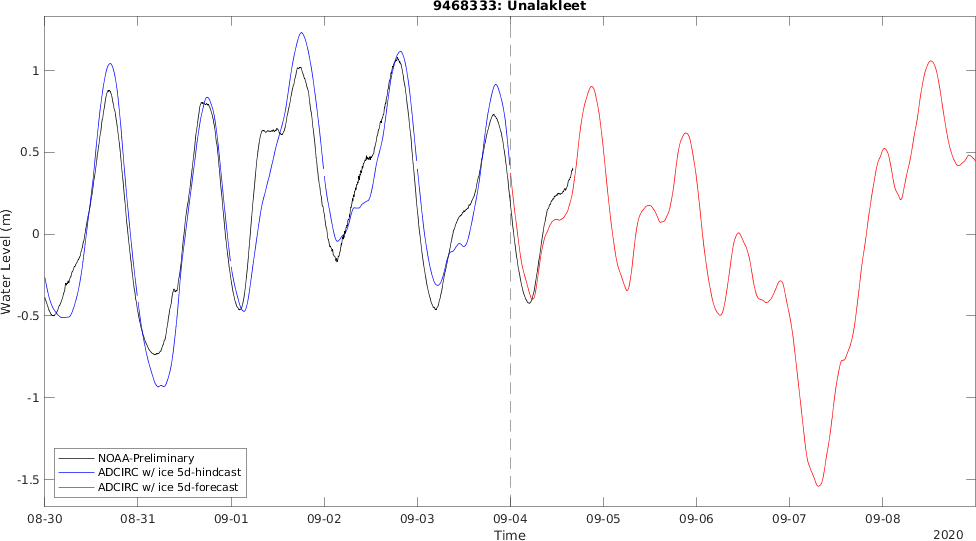 9468333: Unalakleet
Water Level (m)
1
0.5
0
-0.5
-1
-1.5
NOAA-Preliminary
ADCIRC w/ ice 5d-hindcast
ADCIRC w/ ice 5d-forecast
08-30 08-31 09-01 09-02 09-03 09-04 09-05 09-06 09-07 09-08
Time
2020